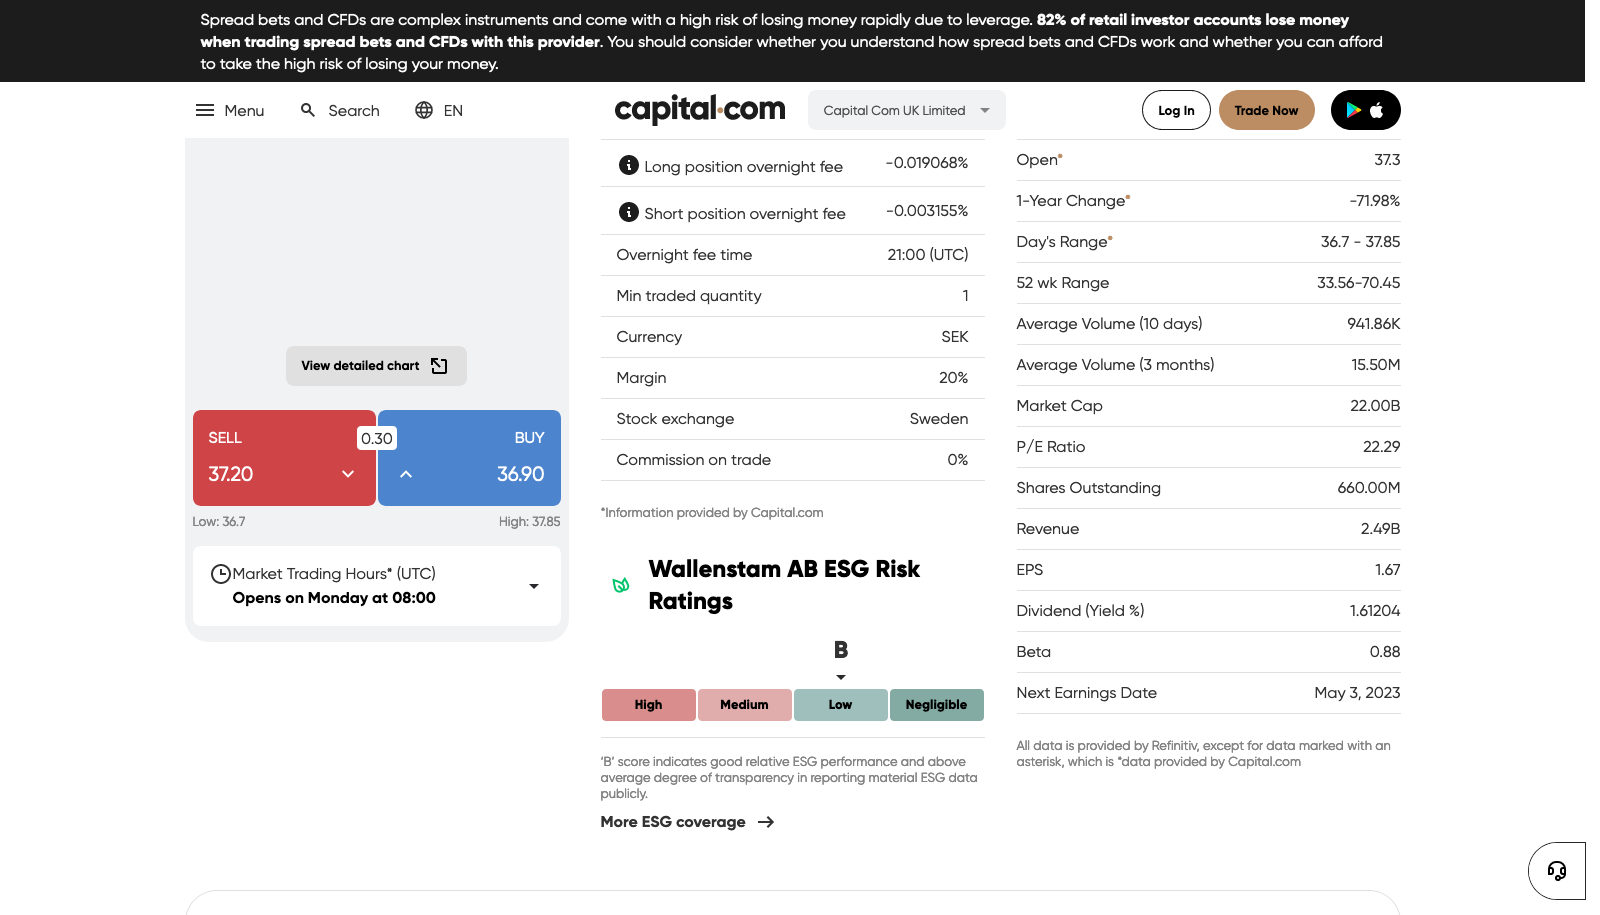 Spread bets and CFDs are complex instruments and come with a high risk of losing money rapidly due to leverage. 82% of retail investor accounts lose money
when trading spread bets and CFDs with this provider. You should consider whether you understand how spread bets and CFDs work and whether you can afford
to take the high risk of losing your money.
Menu
Search
EN
capital.com
Capital Com UK Limited
Log In
Trade Now
View detailed chart
SELL
37.20
0.30
BUY
36.90
Low: 36.7
High: 37.85
Market Trading Hours* (UTC)
Opens on Monday at 08:00
Long position overnight fee -0.019068%
Short position overnight fee -0.003155%
Overnight fee time 21:00 (UTC)
Min traded quantity 1
Currency SEK
Margin 20%
Stock exchange Sweden
Commission on trade 0%
*Information provided by Capital.com
Wallenstam AB ESG Risk
Ratings
B
High Medium Low Negligible
'B' score indicates good relative ESG performance and above
average degree of transparency in reporting material ESG data
publicly.
More ESG coverage
Open* 37.3
1-Year Change* -71.98%
Day's Range* 36.7 - 37.85
52 wk Range 33.56-70.45
Average Volume (10 days) 941.86K
Average Volume (3 months) 15.50M
Market Cap 22.00B
P/E Ratio 22.29
Shares Outstanding 660.00M
Revenue 2.49B
EPS 1.67
Dividend (Yield %) 1.61204
Beta 0.88
Next Earnings Date May 3, 2023
All data is provided by Refinitiv, except for data marked with an
asterisk, which is *data provided by Capital.com